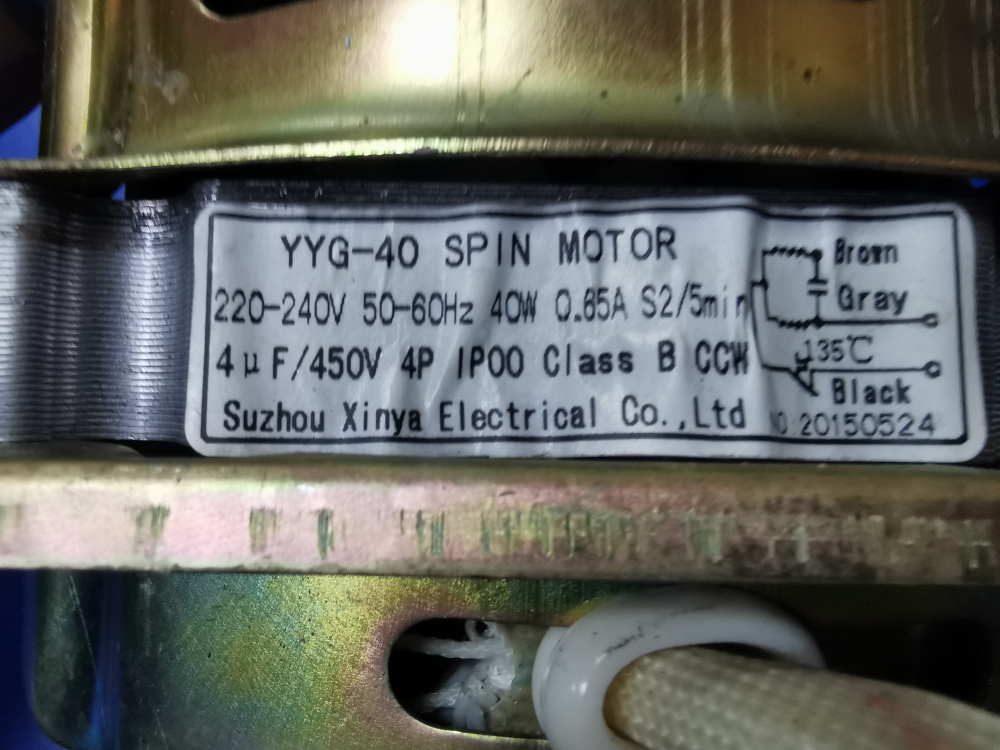 YYG-40 SPIN MOTOR
220-240V 50-60Hz 40W 0.65A S2/5min
4μF/450V 4P IP00 Class B CCW
Suzhou Xinya Electrical Co.,Ltd
Brown
Gray
135℃
Black
NO:20150524